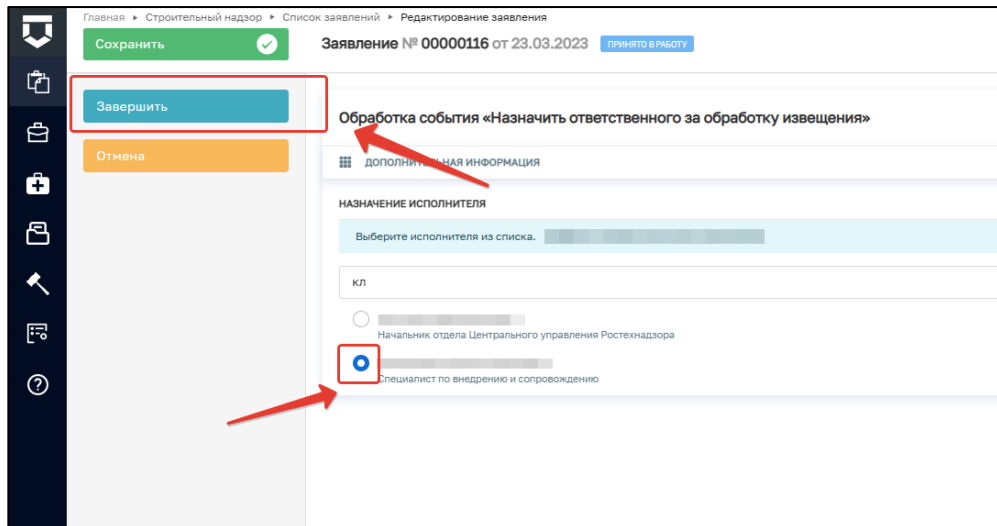 Главная ▸ Строительный надзор ▸ Список заявлений ▸ Редактирование заявления
Сохранить
Заявление № 00000116 от 23.03.2023 ПРИНЯТО В РАБОТУ
Завершить
Обработка события «Назначить ответственного за обработку извещения»
Отмена
ДОПОЛНИТЕЛЬНАЯ ИНФОРМАЦИЯ
НАЗНАЧЕНИЕ ИСПОЛНИТЕЛЯ
Выберите исполнителя из списка.
кл
Начальник отдела Центрального управления Ростехнадзора
Специалист по внедрению и сопровождению